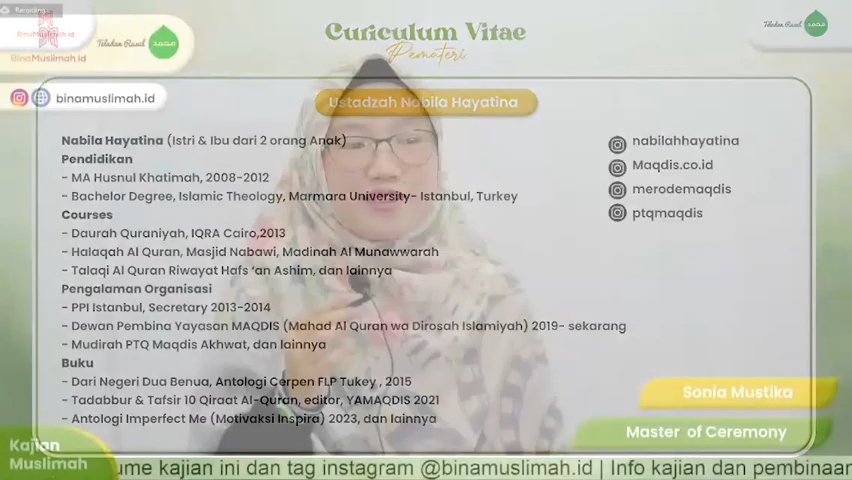 Recording...
BinaMuslimah.id
BinaMuslimah.id
Teladan Rasul
Curiculum Vitae
Pemateri
Teladan Rasul
binamuslimah.id
Ustadzah Nabila Hayatina
Nabila Hayatina (Istri & Ibu dari 2 orang Anak)
Pendidikan
- MA Husnul Khatimah, 2008-2012
- Bachelor Degree, Islamic Theology, Marmara University- Istanbul, Turkey
Courses
- Daurah Quraniyah, IQRA Cairo,2013
- Halaqah Al Quran, Masjid Nabawi, Madinah Al Munawwarah
- Talaqi Al Quran Riwayat Hafs ‘an Ashim, dan lainnya
Pengalaman Organisasi
- PPI Istanbul, Secretary 2013-2014
- Dewan Pembina Yayasan MAQDIS (Mahad Al Quran wa Dirosah Islamiyah) 2019- sekarang
- Mudirah PTQ Maqdis Akhwat, dan lainnya
Buku
- Dari Negeri Dua Benua, Antologi Cerpen FLP Tukey , 2015
- Tadabbur & Tafsir 10 Qiraat Al-Quran, editor, YAMAQDIS 2021
- Antologi Imperfect Me (Motivaksi Inspira) 2023, dan lainnya
nabilahhayatina
Maqdis.co.id
merodemaqdis
ptqmaqdis
Sonia Mustika
Master of Ceremony
Kajian
Muslimah
ume kajian ini dan tag instagram @binamuslimah.id | Info kajian dan pembinaa